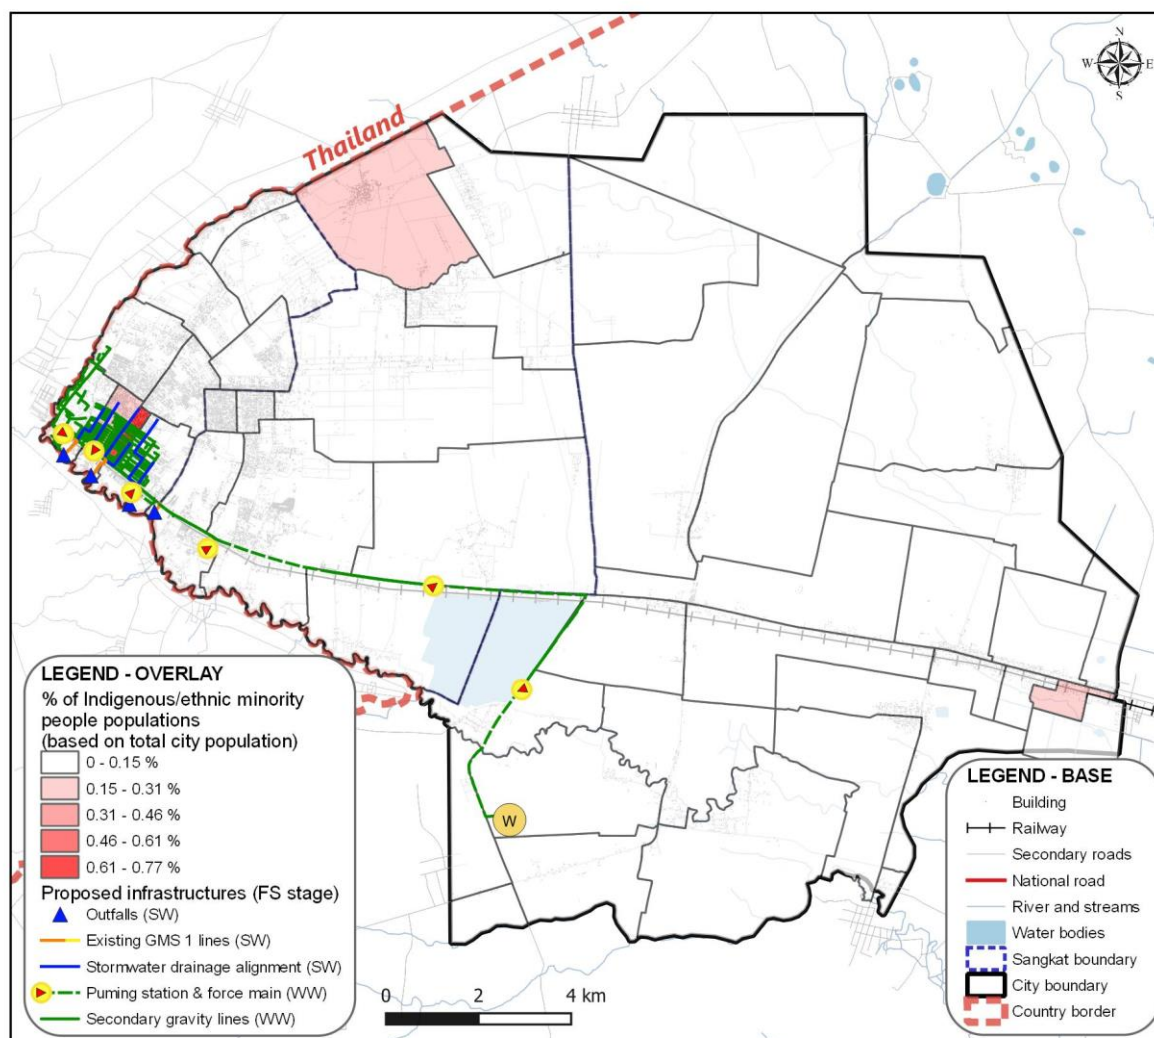 N
W
E
S
Thailand
W
LEGEND - OVERLAY
% of Indigenous/ethnic minority
people populations
(based on total city population)
0 - 0.15 %
0.15 - 0.31 %
0.31 - 0.46 %
0.46 - 0.61 %
0.61 - 0.77 %
Proposed infrastructures (FS stage)
Outfalls (SW)
Existing GMS 1 lines (SW)
Stormwater drainage alignment (SW)
Puming station & force main (WW)
Secondary gravity lines (WW)
0 2 4 km
LEGEND - BASE
Building
Railway
Secondary roads
National road
River and streams
Water bodies
Sangkat boundary
City boundary
Country border